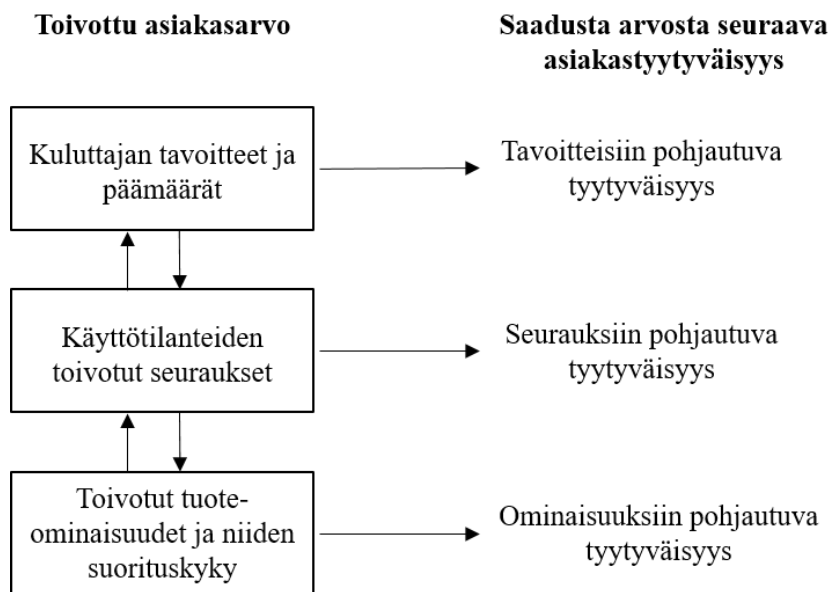 Toivottu asiakasarvo
Saadusta arvosta seuraava
asiakastyytyväisyys
Kuluttajan tavoitteet ja
päämäärät
Tavoitteisiin pohjautuva
tyytyväisyys
Käyttötilanteiden
toivotut seuraukset
Seurauksiin pohjautuva
tyytyväisyys
Toivotut tuote-
ominaisuudet ja niiden
suorituskyky
Ominaisuuksiin pohjautuva
tyytyväisyys